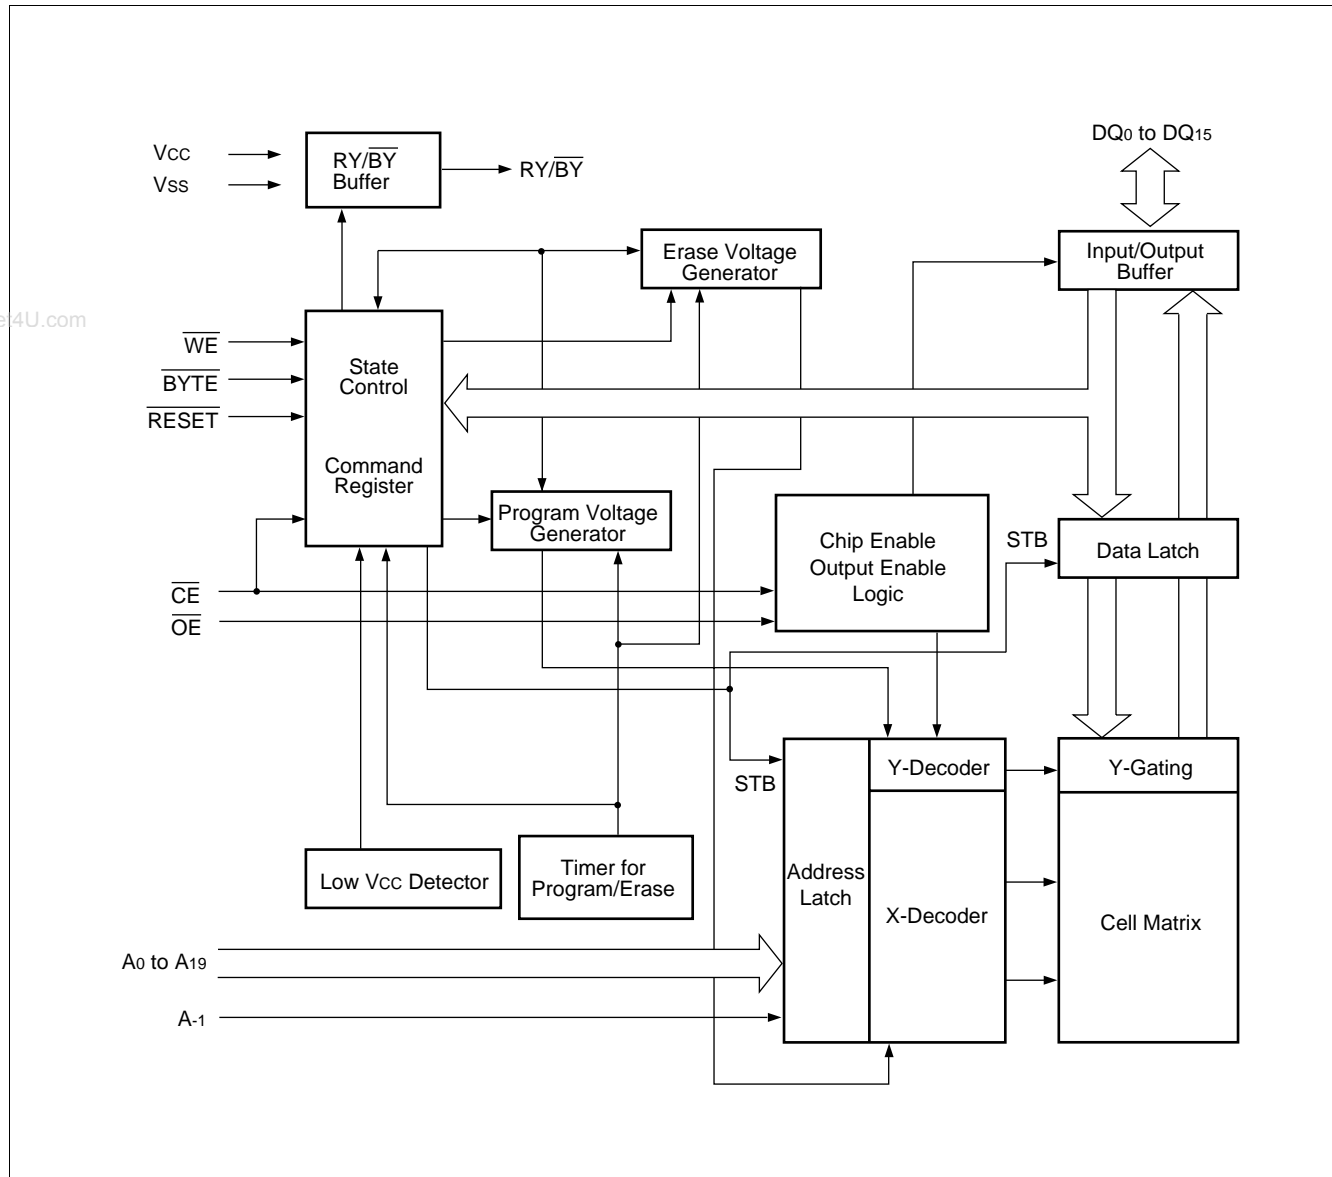 VCC
VSS
RY/BY
Buffer
RY/BY
DQ0 to DQ15
Erase Voltage
Generator
Input/Output
Buffer
et4U.com
WE
BYTE
RESET
State
Control
Command
Register
Program Voltage
Generator
Chip Enable
Output Enable
Logic
STB
Data Latch
CE
OE
STB
Y-Decoder
Y-Gating
Low VCC Detector
Timer for
Program/Erase
Address
Latch
X-Decoder
Cell Matrix
A0 to A19
A-1